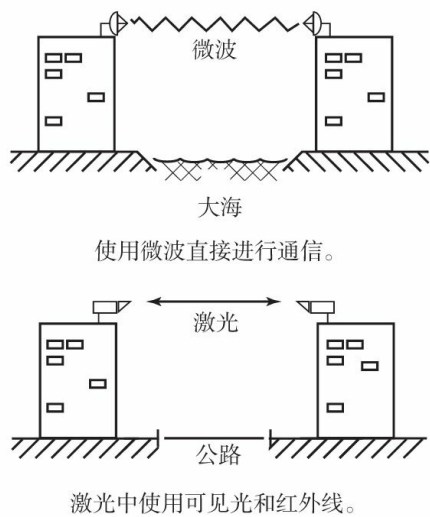 微波
大海
使用微波直接进行通信。
激光
公路
激光中使用可见光和红外线。